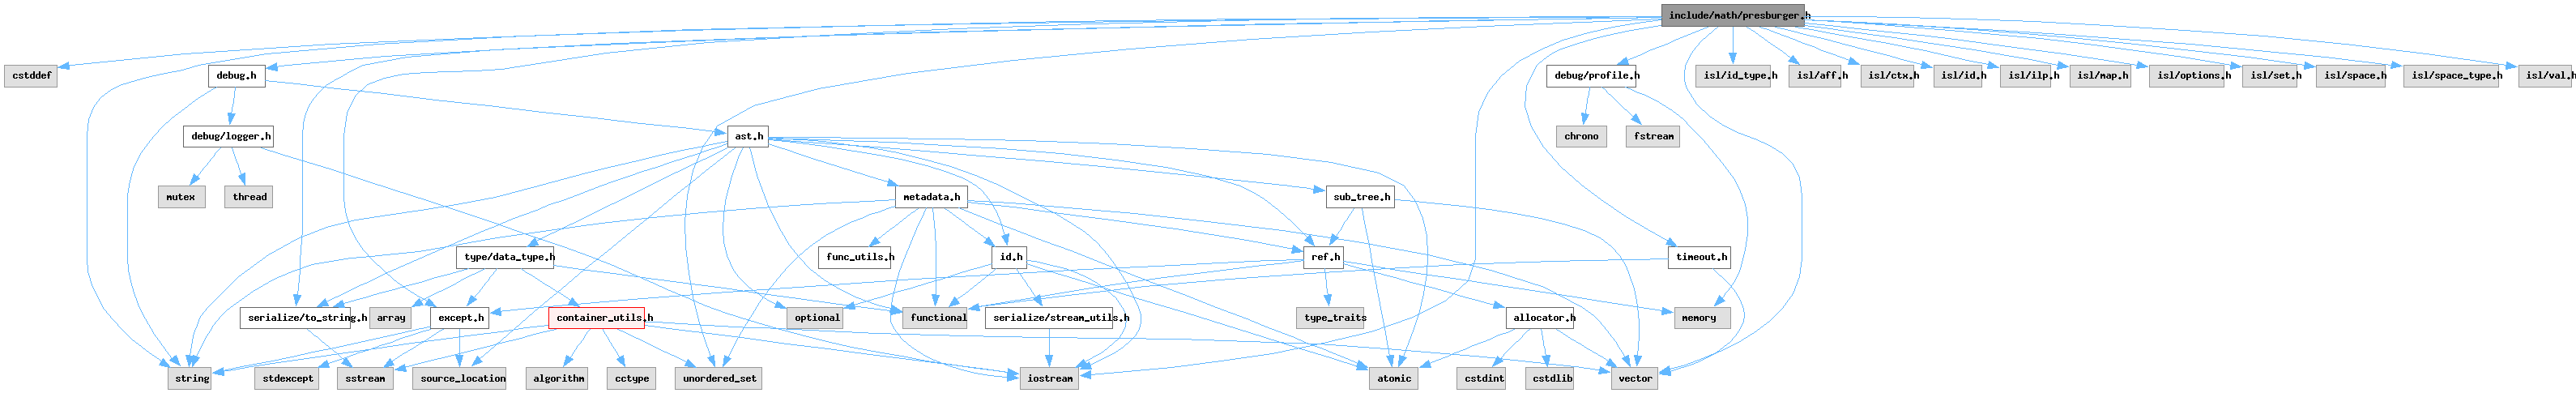 include/math/presburger.h
cstddef
debug.h
debug/profile.h
isl/id_type.h
isl/aff.h
isl/ctx.h
isl/id.h
isl/ilp.h
isl/map.h
isl/options.h
isl/set.h
isl/space.h
isl/space_type.h
isl/val.h
debug/logger.h
ast.h
chrono
fstream
mutex
thread
metadata.h
sub_tree.h
type/data_type.h
func_utils.h
id.h
ref.h
timeout.h
serialize/to_string.h
array
except.h
container_utils.h
optional
functional
serialize/stream_utils.h
type_traits
allocator.h
memory
string
stdexcept
sstream
source_location
algorithm
cctype
unordered_set
iostream
atomic
cstdint
cstdlib
vector